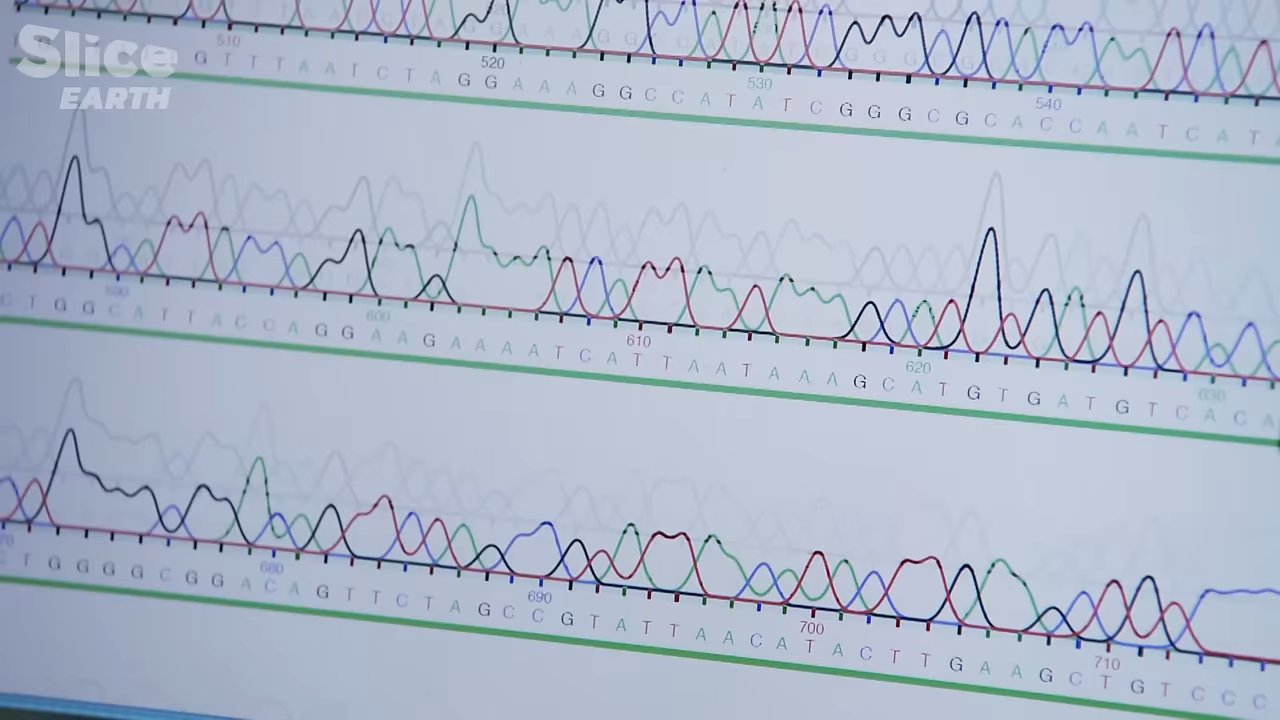 Slice
EARTH
510 520 530 540
G T T T A A T C T A G G A A A G G C C A T A T C G G G C G C A C C A A T C A T
600 610 620 630
C T G G C A T T A C C A G G A A G A A A A T C A T T A A T A A A G C A T G T G A T G T C A C A
680 690 700 710
T G G G G C G G A C A G T T C T A G C C G T A T T A A C A T A C T T G A A G C T G T C C C